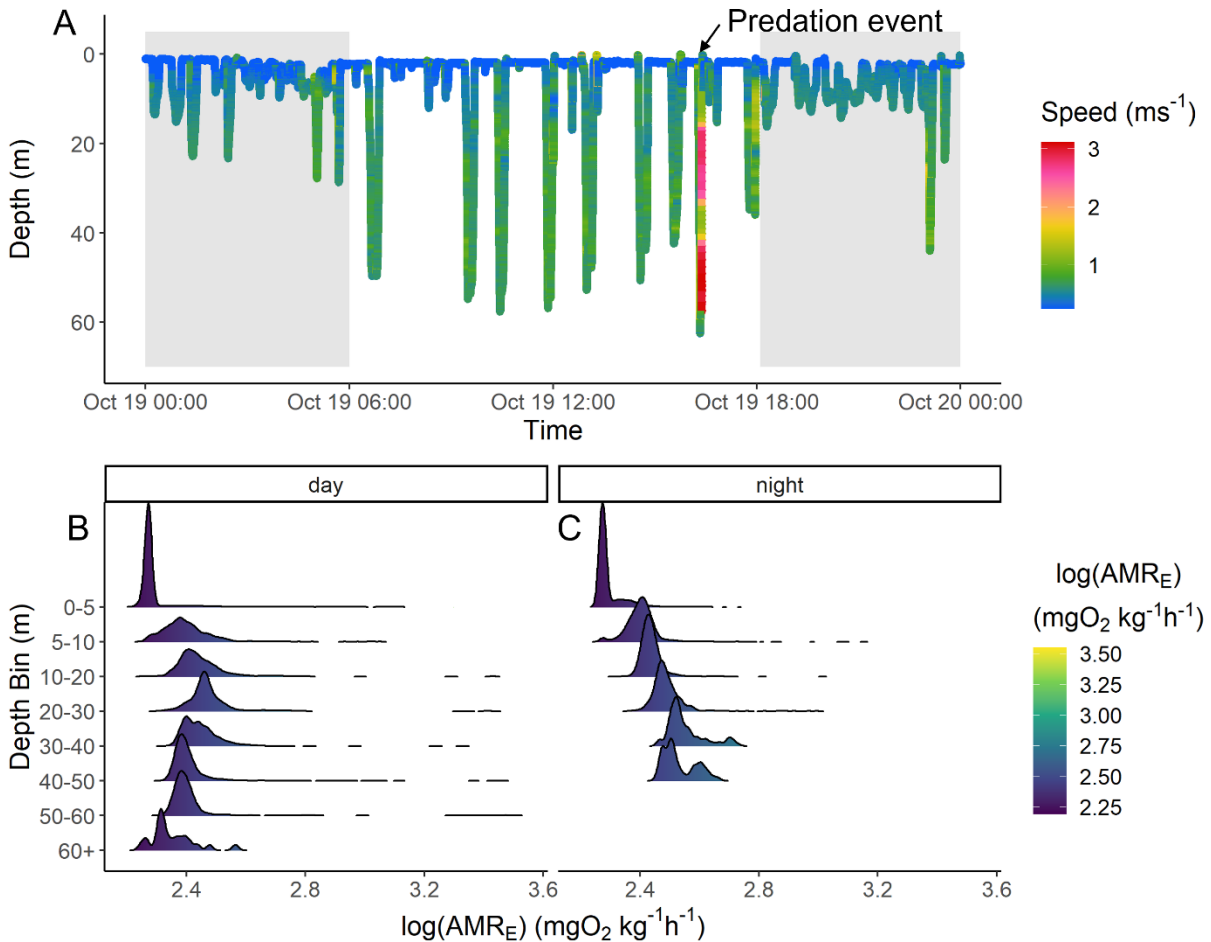 A
Predation event
0
20
40
60
Depth (m)
Oct 19 00:00
Oct 19 06:00
Oct 19 12:00
Oct 19 18:00
Oct 20 00:00
Time
Speed (ms⁻¹)
3
2
1
day
night
B
C
0-5
5-10
10-20
20-30
30-40
40-50
50-60
60+
Depth Bin (m)
2.4
2.8
3.2
3.6
2.4
2.8
3.2
3.6
log(AMR_E) (mgO₂ kg⁻¹h⁻¹)
log(AMR_E)
(mgO₂ kg⁻¹h⁻¹)
3.50
3.25
3.00
2.75
2.50
2.25